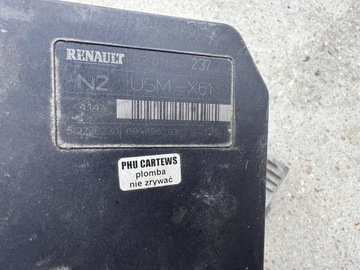 RENAULT 237
N2 USM-X61
PHU CARTEWS
plomba
nie zrywać